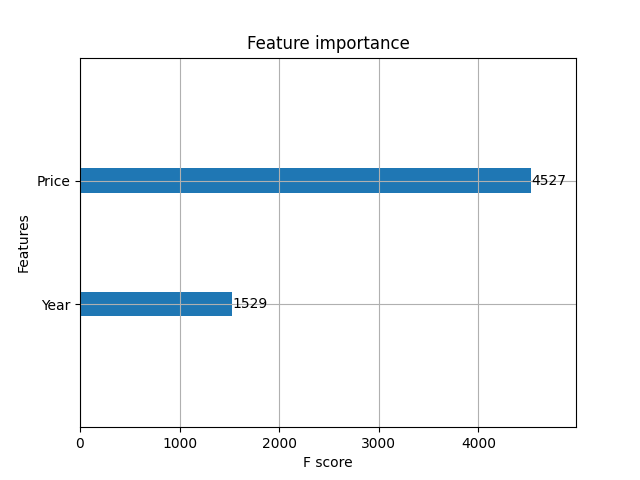 Feature importance
Price
4527
Features
Year
1529
0 1000 2000 3000 4000
F score